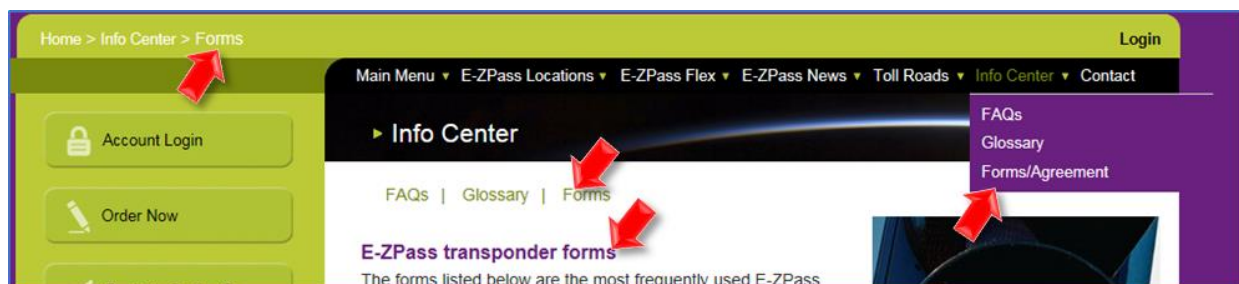 Home > Info Center > Forms
Login
Main Menu ▼ E-ZPass Locations ▼ E-ZPass Flex ▼ E-ZPass News ▼ Toll Roads ▼ Info Center ▼ Contact
FAQs
Glossary
Forms/Agreement
Account Login
Order Now
Info Center
FAQs | Glossary | Forms
E-ZPass transponder forms
The forms listed below are the most frequently used E-ZPass